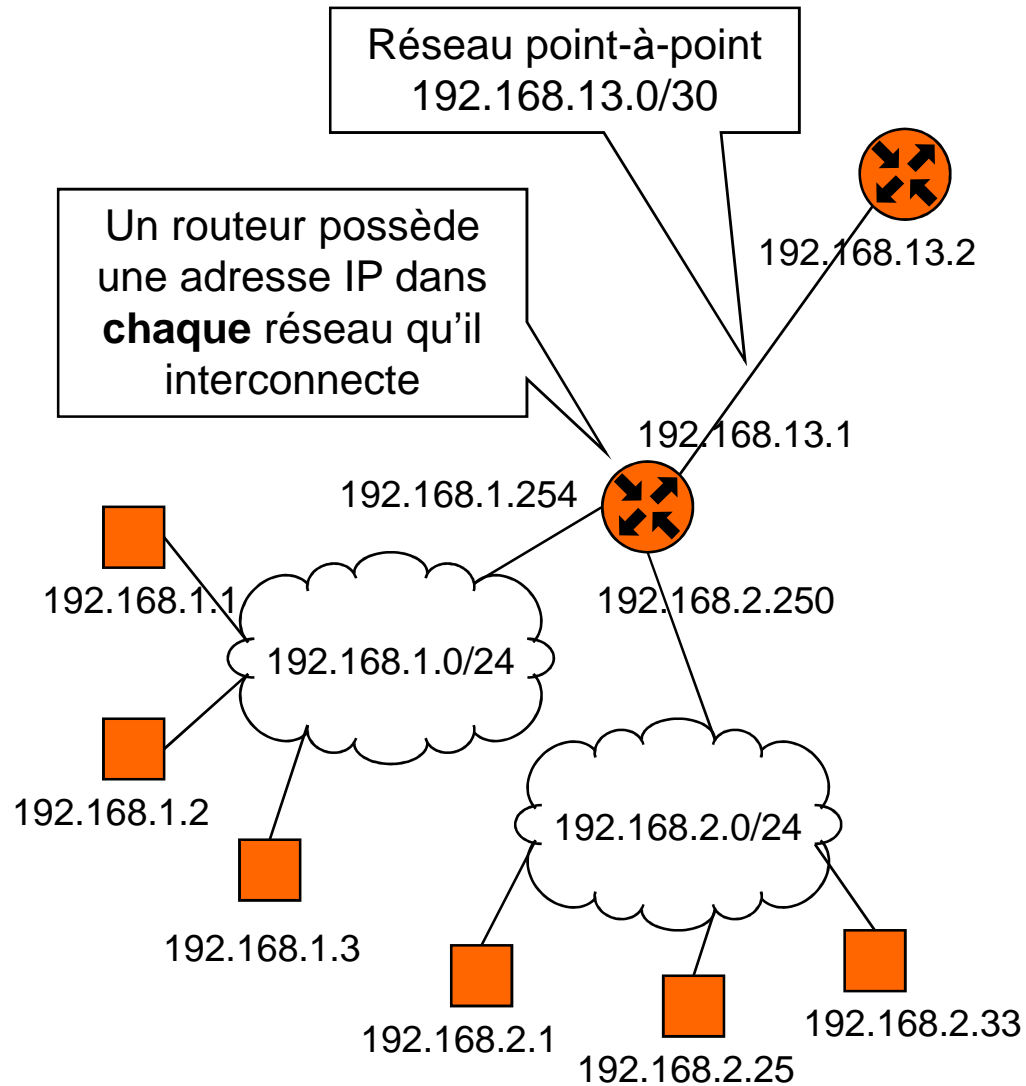 Réseau point-à-point
192.168.13.0/30
192.168.13.2
Un routeur possède
une adresse IP dans
chaque réseau qu'il
interconnecte
192.168.13.1
192.168.1.254
192.168.1.1
192.168.2.250
192.168.1.0/24
192.168.1.2
192.168.2.0/24
192.168.1.3
192.168.2.1
192.168.2.25
192.168.2.33